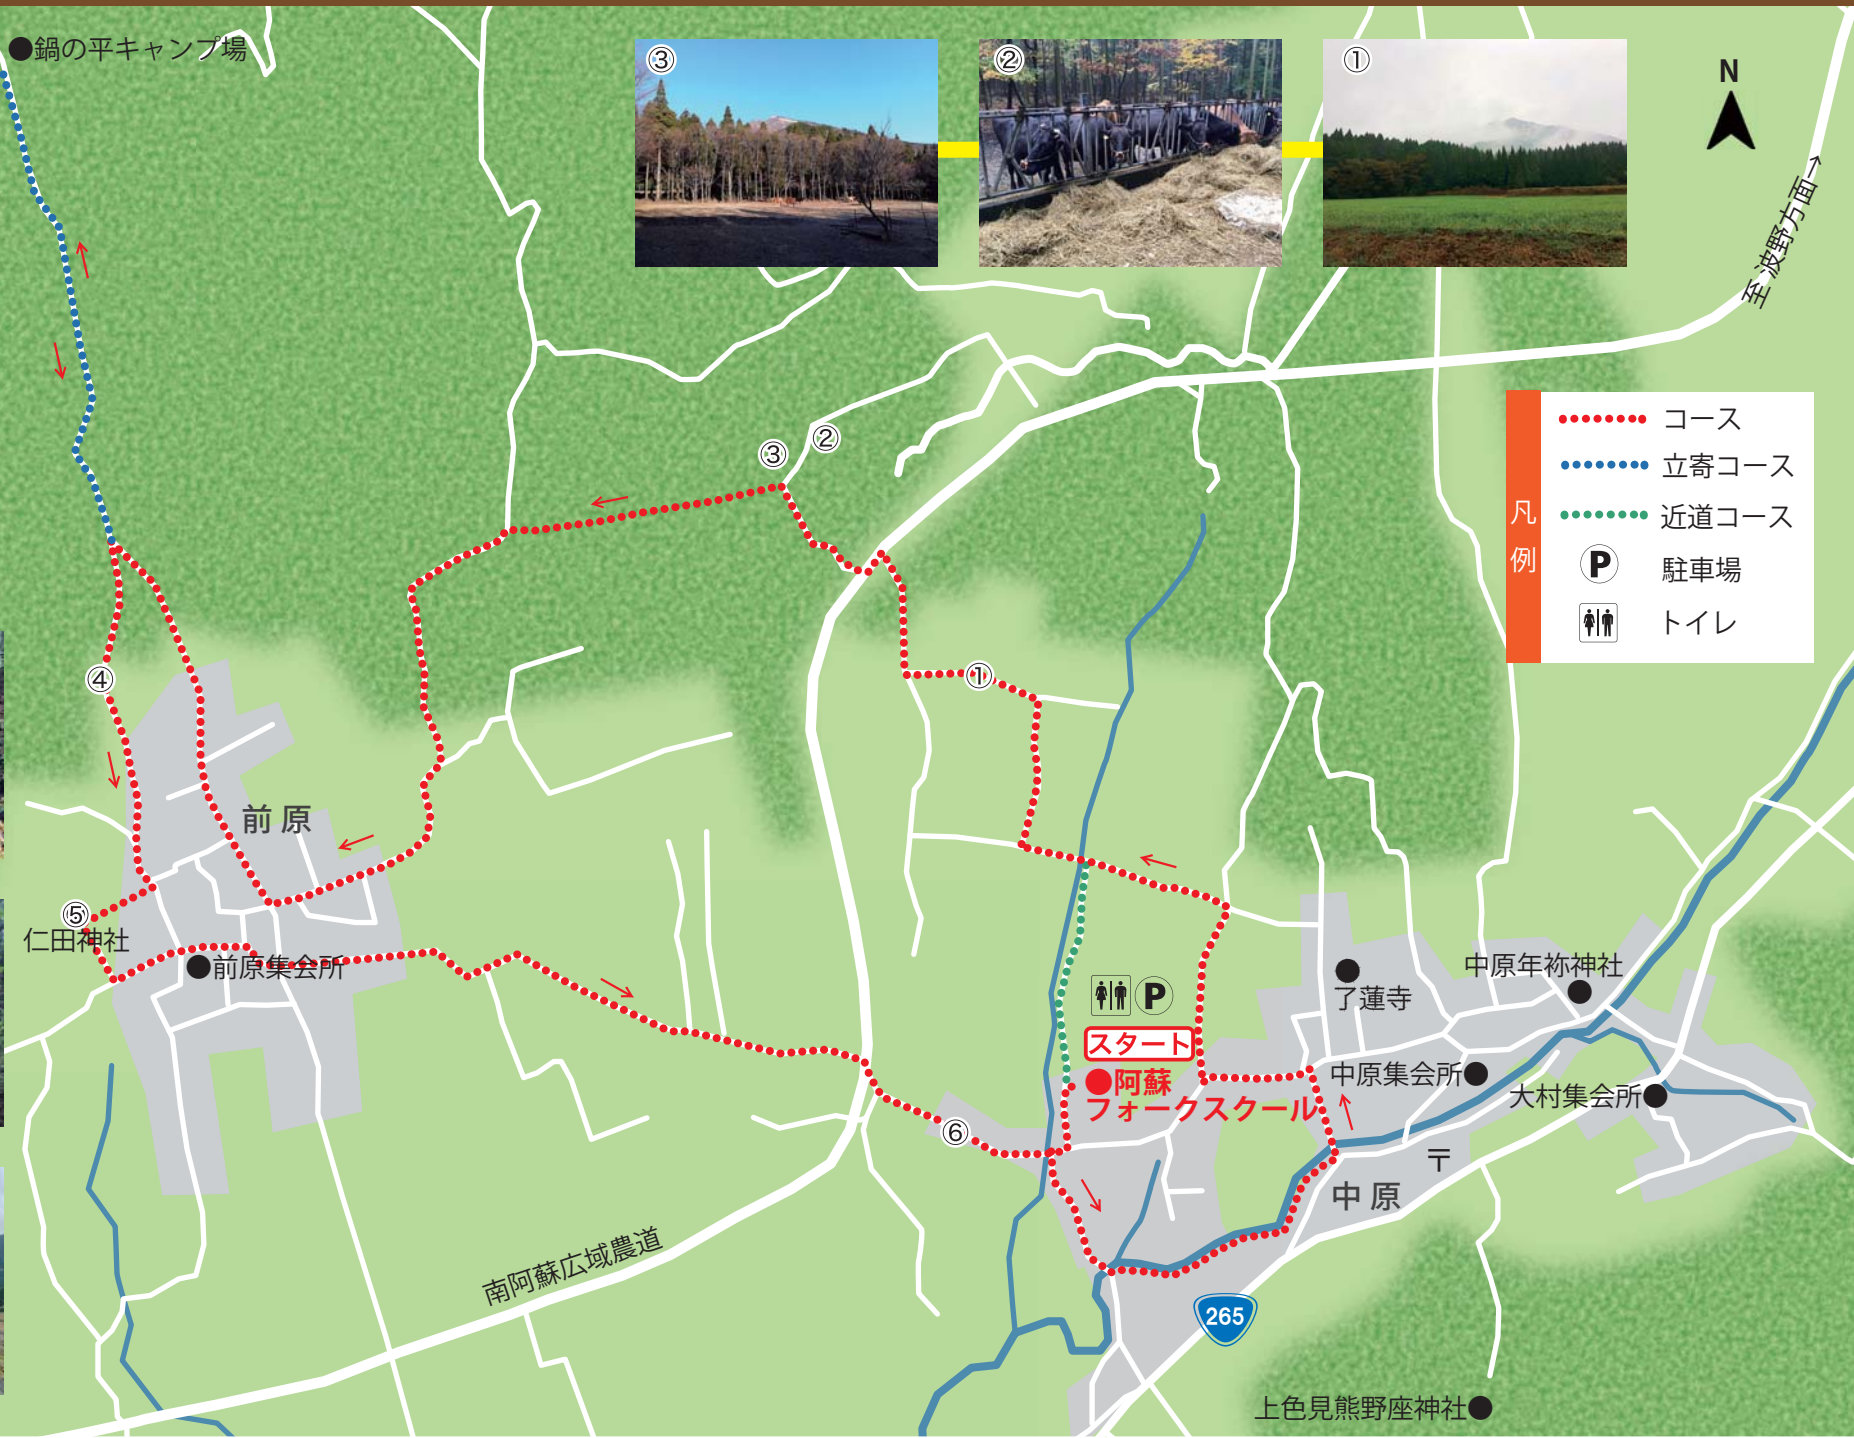 鍋の平キャンプ場
③
②
①
N
至 波野方面→
凡例
コース
立寄コース
近道コース
P
駐車場
トイレ
③
②
①
④
前原
⑤
仁田神社
前原集会所
P
スタート
阿蘇
フォークスクール
了蓮寺
中原年祢神社
中原集会所
大村集会所
⑥
〒
中原
南阿蘇広域農道
265
上色見熊野座神社